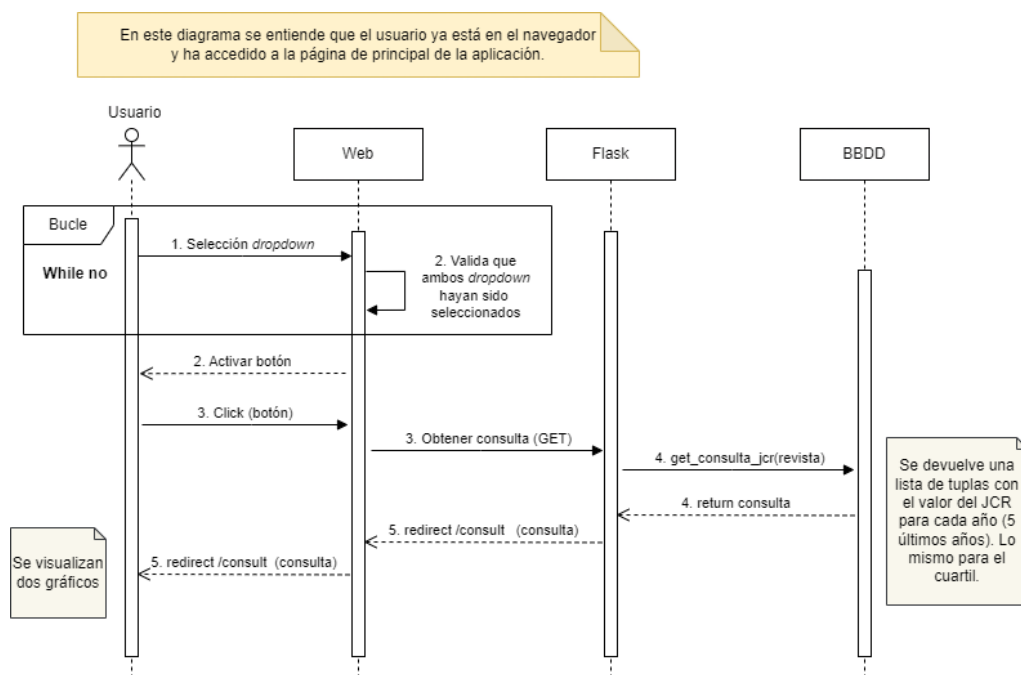 En este diagrama se entiende que el usuario ya está en el navegador
y ha accedido a la página de principal de la aplicación.
Usuario
Web
Flask
BBDD
Bucle
While no
1. Selección dropdown
2. Valida que
ambos dropdown
hayan sido
seleccionados
2. Activar botón
3. Click (botón)
3. Obtener consulta (GET)
4. get_consulta_jcr(revista)
4. return consulta
5. redirect /consult (consulta)
5. redirect /consult (consulta)
Se visualizan
dos gráficos
Se devuelve una
lista de tuplas con
el valor del JCR
para cada año (5
últimos años). Lo
mismo para el
cuartil.